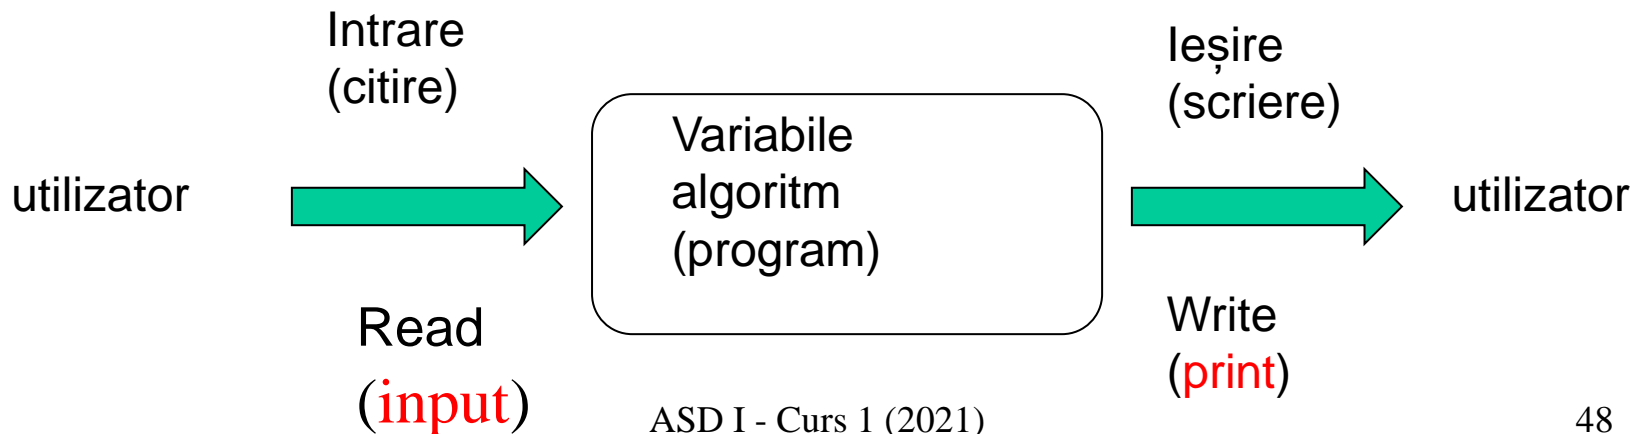 Intrare
(citire)
Ieșire
(scriere)
utilizator
Variabile
algoritm
(program)
utilizator
Read
(input)
Write
(print)
ASD I - Curs 1 (2021)
48